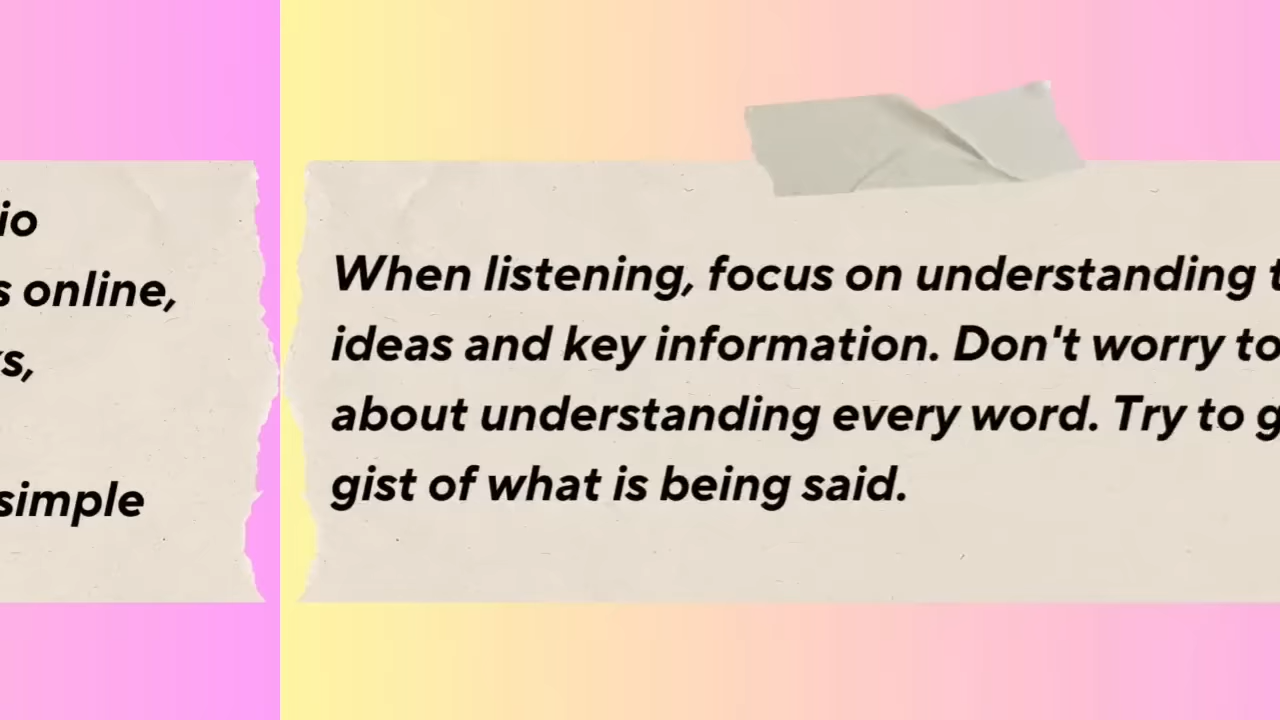 io
s online,
s,
simple
When listening, focus on understanding
ideas and key information. Don't worry to
about understanding every word. Try to
gist of what is being said.